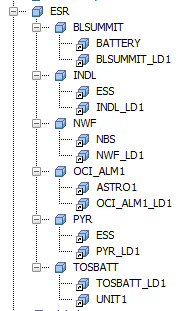 ESR
BLSUMMIT
BATTERY
BLSUMMIT_LD1
INDL
ESS
INDL_LD1
NWF
NBS
NWF_LD1
OCI_ALM1
ASTRO1
OCI_ALM1_LD1
PYR
ESS
PYR_LD1
TOSBATT
TOSBATT_LD1
UNIT1